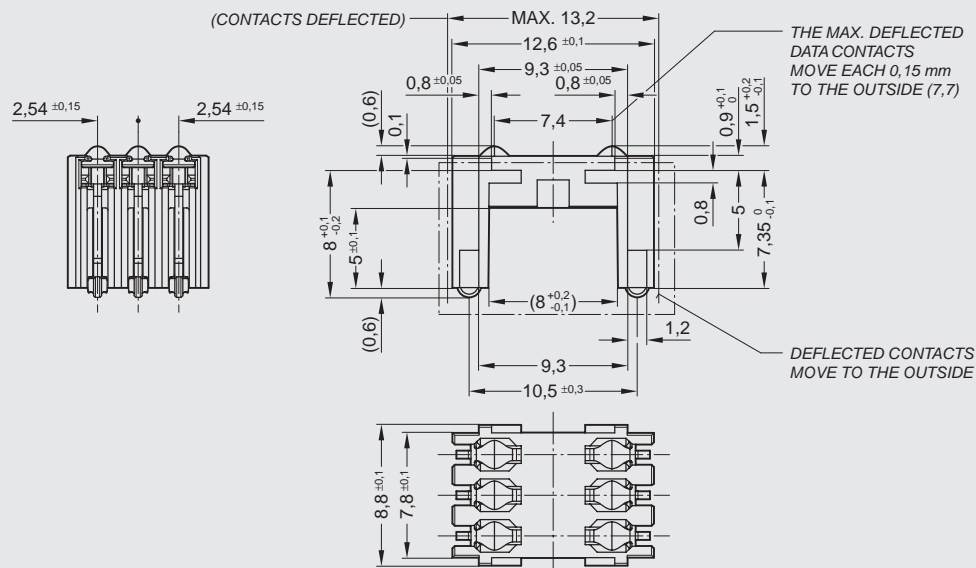 (CONTACTS DEFLECTED)
MAX. 13,2
12,6 ±0,1
9,3 ±0,05
0,8 ±0,05
0,8 ±0,05
7,4
THE MAX. DEFLECTED
DATA CONTACTS
MOVE EACH 0,15 mm
TO THE OUTSIDE (7,7)
2,54 ±0,15
2,54 ±0,15
(0,6)
0,1
0,9 +0,1 0
1,5 +0,2 -0,1
8 +0,1 -0,2
5 ±0,1
0,8
5
7,35 0 -0,1
(8 +0,2 -0,1)
(0,6)
1,2
9,3
10,5 ±0,3
DEFLECTED CONTACTS
MOVE TO THE OUTSIDE
8,8 ±0,1
7,8 ±0,1